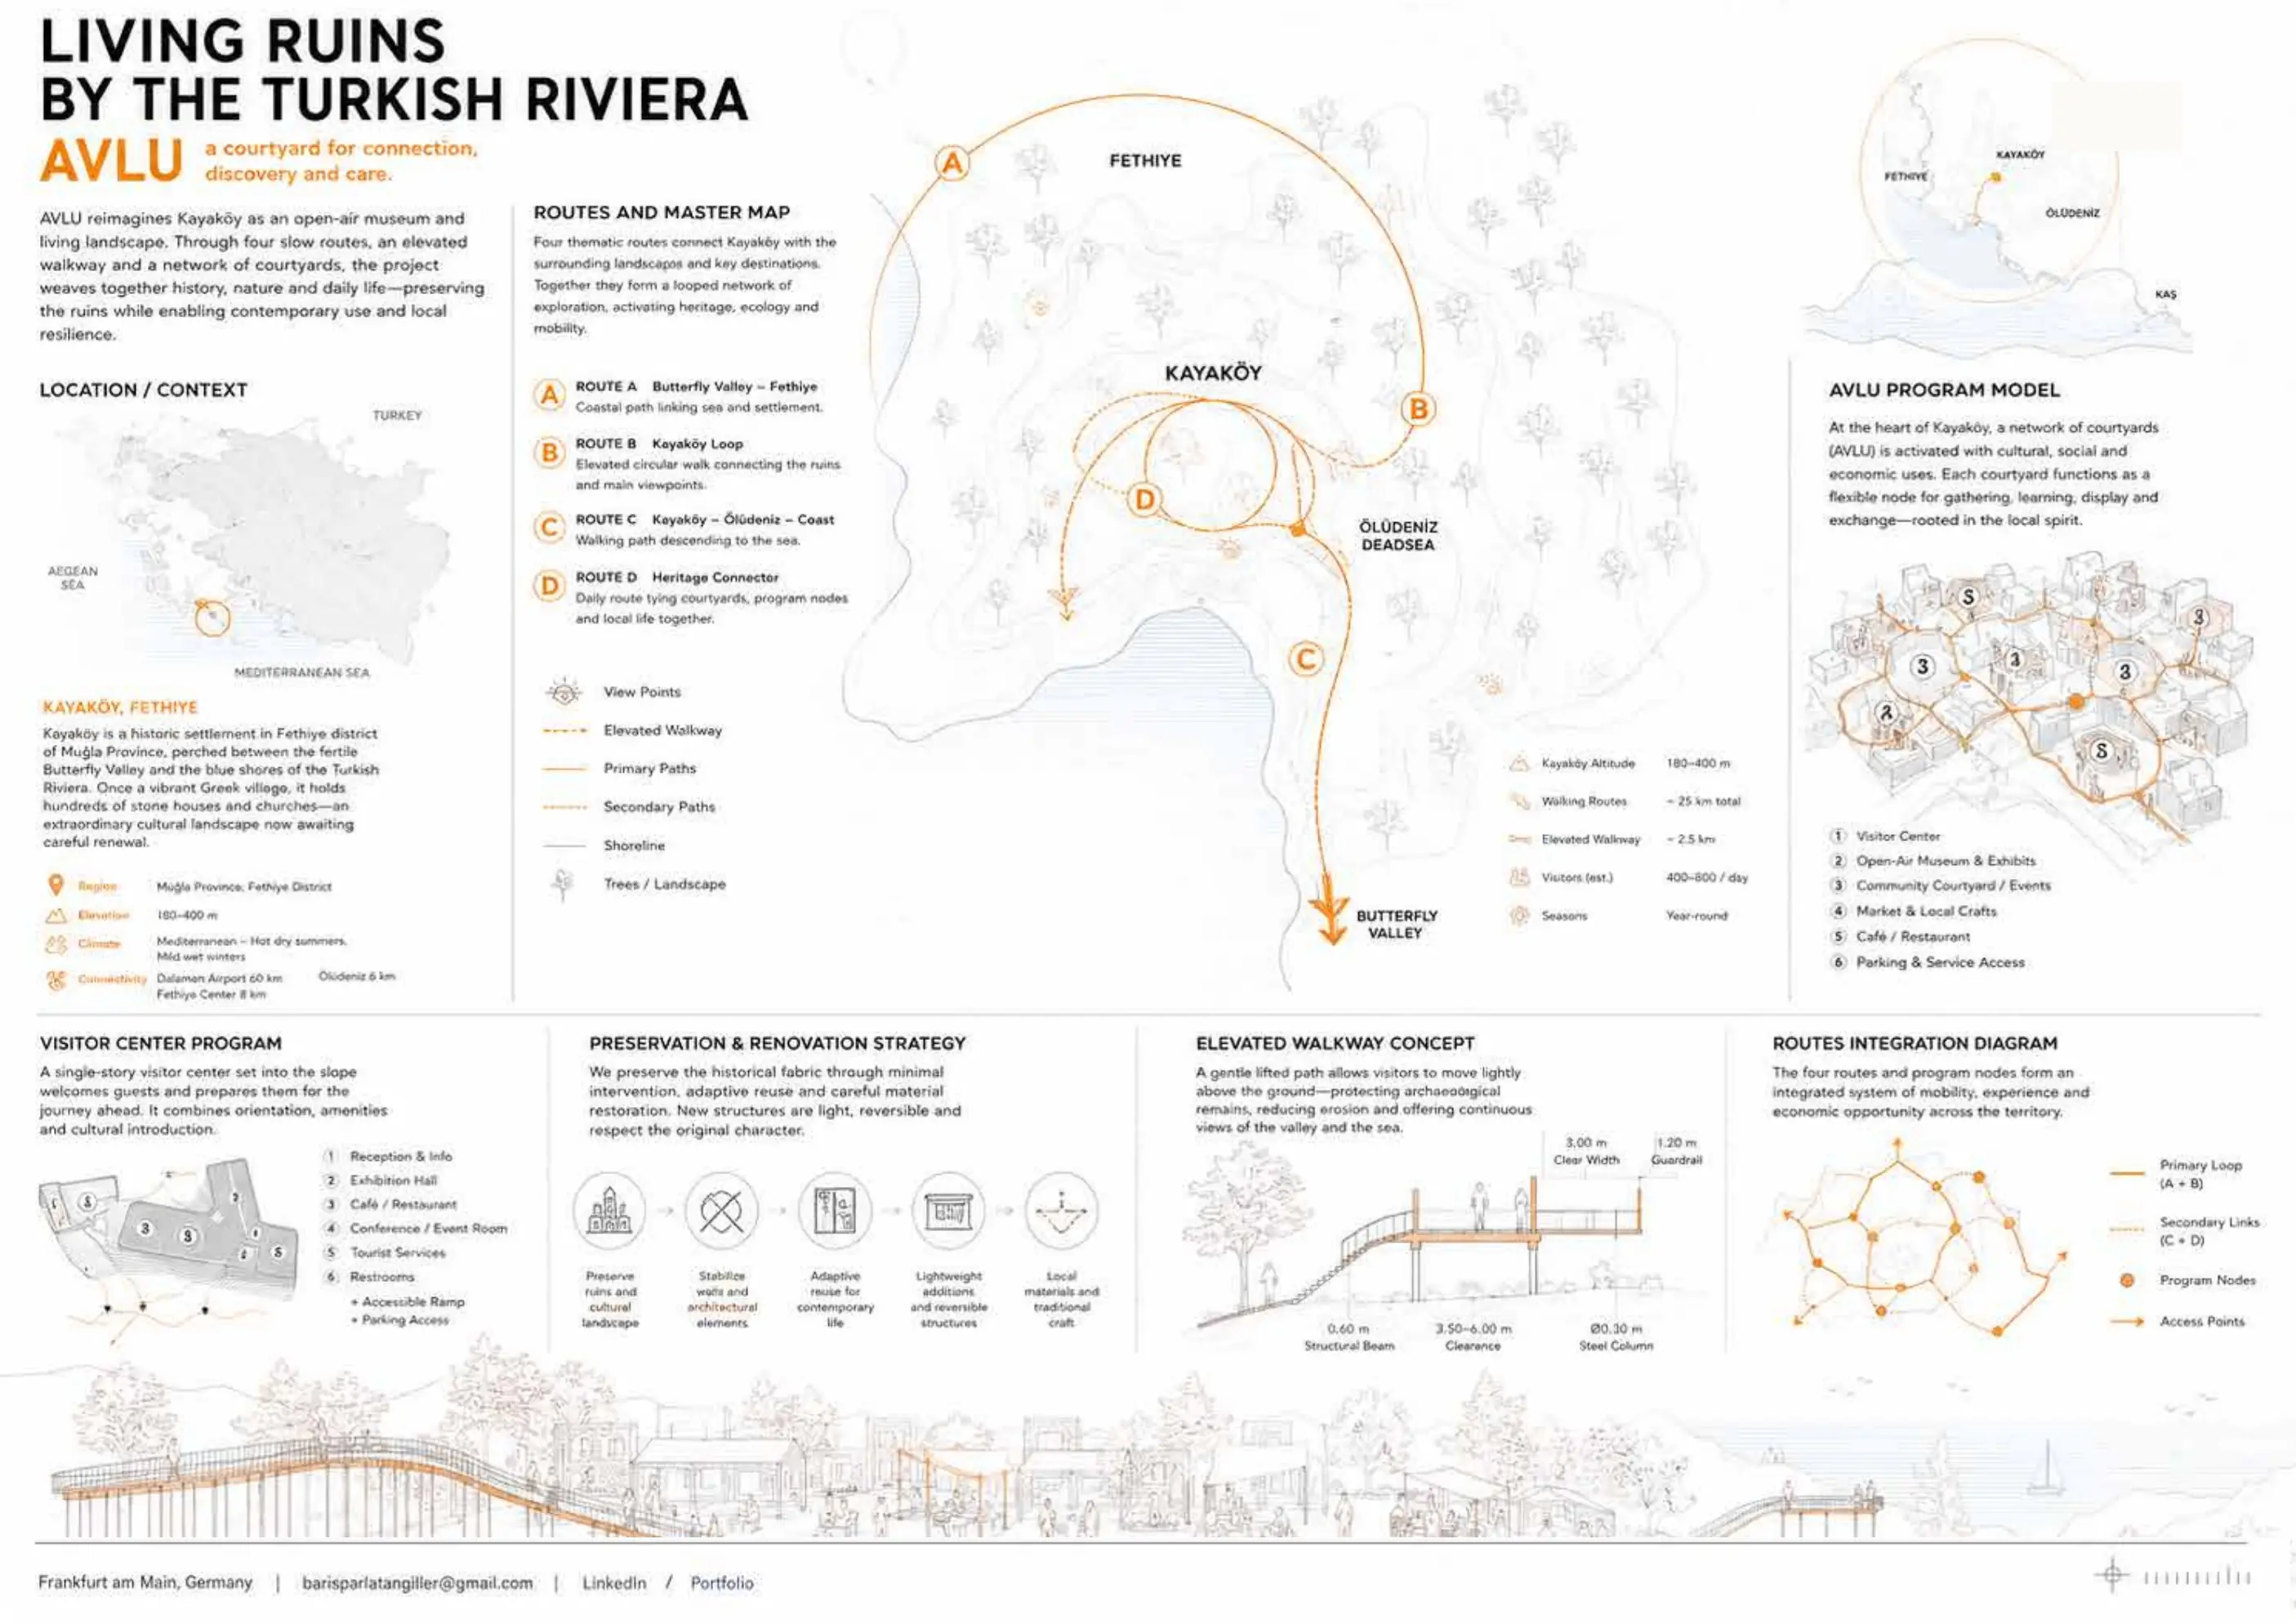 LIVING RUINS
BY THE TURKISH RIVIERA
AVLU
a courtyard for connection,
discovery and care.
AVLU reimagines Kayaköy as an open-air museum and
living landscape. Through four slow routes, an elevated
walkway and a network of courtyards, the project
weaves together history, nature and daily life—preserving
the ruins while enabling contemporary use and local
resilience.
LOCATION / CONTEXT
TURKEY
AEGEAN
SEA
MEDITERRANEAN SEA
KAYAKÖY, FETHIYE
Kayaköy is a historic settlement in Fethiye district
of Muğla Province, perched between the fertile
Butterfly Valley and the blue shores of the Turkish
Riviera. Once a vibrant Greek village, it holds
hundreds of stone houses and churches—an
extraordinary cultural landscape now awaiting
careful renewal.
Region Muğla Province, Fethiye District
Elevation 180-400 m
Climate Mediterranean – Hot dry summers,
Mild wet winters
Connectivity Dalaman Airport 60 km Ölüdeniz 6 km
Fethiye Center 8 km
ROUTES AND MASTER MAP
Four thematic routes connect Kayaköy with the
surrounding landscapes and key destinations.
Together they form a looped network of
exploration, activating heritage, ecology and
mobility.
A ROUTE A Butterfly Valley – Fethiye
Coastal path linking sea and settlement.
B ROUTE B Kayaköy Loop
Elevated circular walk connecting the ruins
and main viewpoints.
C ROUTE C Kayaköy – Ölüdeniz – Coast
Walking path descending to the sea.
D ROUTE D Heritage Connector
Daily route tying courtyards, program nodes
and local life together.
View Points
Elevated Walkway
Primary Paths
Secondary Paths
Shoreline
Trees / Landscape
A
FETHIYE
KAYAKÖY
B
D
ÖLÜDENİZ
DEADSEA
C
BUTTERFLY
VALLEY
Kayaköy Altitude 180-400 m
Walking Routes ~ 25 km total
Elevated Walkway ~ 2.5 km
Visitors (est.) 400-800 / day
Seasons Year-round
KAYAKÖY
FETHIYE
ÖLÜDENİZ
KAŞ
AVLU PROGRAM MODEL
At the heart of Kayaköy, a network of courtyards
(AVLU) is activated with cultural, social and
economic uses. Each courtyard functions as a
flexible node for gathering, learning, display and
exchange—rooted in the local spirit.
S
3
3
3
3
S
1 Visitor Center
2 Open-Air Museum & Exhibits
3 Community Courtyard / Events
4 Market & Local Crafts
5 Café / Restaurant
6 Parking & Service Access
VISITOR CENTER PROGRAM
A single-story visitor center set into the slope
welcomes guests and prepares them for the
journey ahead. It combines orientation, amenities
and cultural introduction.
3
2
1 Reception & Info
2 Exhibition Hall
3 Café / Restaurant
4 Conference / Event Room
5 Tourist Services
6 Restrooms
+ Accessible Ramp
+ Parking Access
PRESERVATION & RENOVATION STRATEGY
We preserve the historical fabric through minimal
intervention, adaptive reuse and careful material
restoration. New structures are light, reversible and
respect the original character.
Preserve
ruins and
cultural
landscape
Stabilize
walls and
architectural
elements
Adaptive
reuse for
contemporary
life
Lightweight
additions
and reversible
structures
Local
materials and
traditional
craft
ELEVATED WALKWAY CONCEPT
A gentle lifted path allows visitors to move lightly
above the ground—protecting archaeoəigical
remains, reducing erosion and offering continuous
views of the valley and the sea.
3.00 m
Clear Width
1.20 m
Guardrail
0.60 m
Structural Beam
3.50-6.00 m
Clearance
Ø0.30 m
Steel Column
ROUTES INTEGRATION DIAGRAM
The four routes and program nodes form an
integrated system of mobility, experience and
economic opportunity across the territory.
Primary Loop
(A + B)
Secondary Links
(C + D)
Program Nodes
Access Points
Frankfurt am Main, Germany | barisparlatangiller@gmail.com | LinkedIn / Portfolio